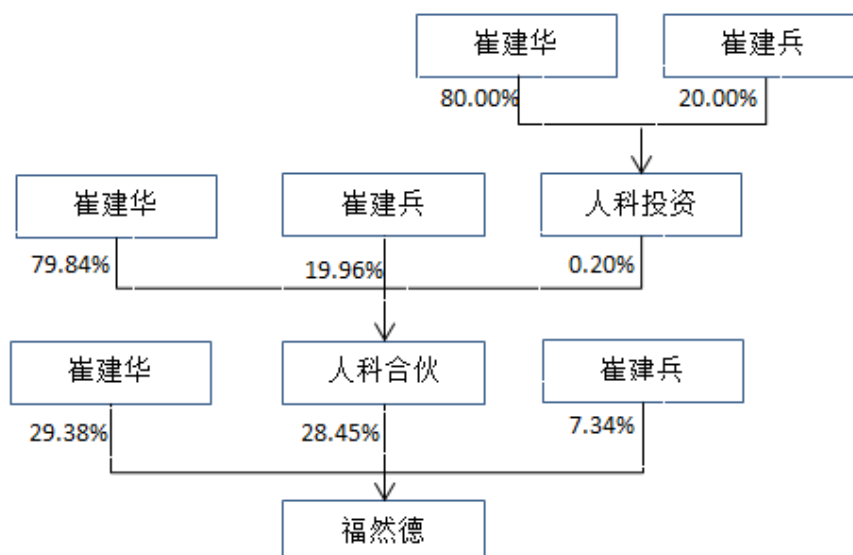 崔建华 崔建兵
80.00% 20.00%
崔建华 崔建兵 人科投资
79.84% 19.96% 0.20%
崔建华 人科合伙 崔建兵
29.38% 28.45% 7.34%
福然德